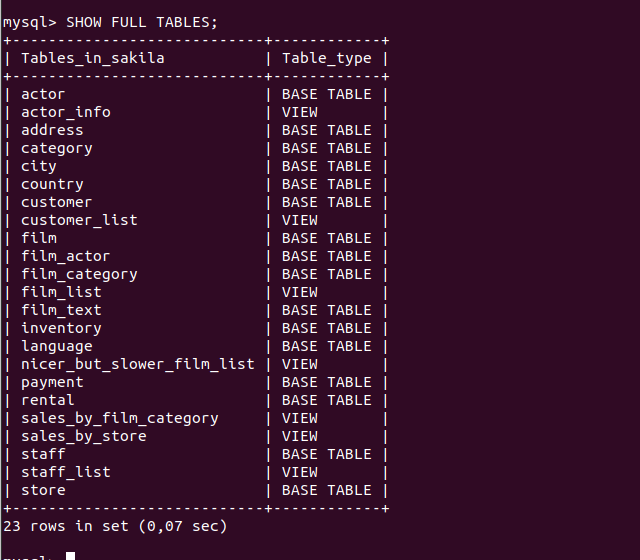 mysql> SHOW FULL TABLES;
+----------------------------+------------+
| Tables_in_sakila           | Table_type |
+----------------------------+------------+
| actor                      | BASE TABLE |
| actor_info                 | VIEW       |
| address                    | BASE TABLE |
| category                   | BASE TABLE |
| city                       | BASE TABLE |
| country                    | BASE TABLE |
| customer                   | BASE TABLE |
| customer_list              | VIEW       |
| film                       | BASE TABLE |
| film_actor                 | BASE TABLE |
| film_category              | BASE TABLE |
| film_list                  | VIEW       |
| film_text                  | BASE TABLE |
| inventory                  | BASE TABLE |
| language                   | BASE TABLE |
| nicer_but_slower_film_list | VIEW       |
| payment                    | BASE TABLE |
| rental                     | BASE TABLE |
| sales_by_film_category     | VIEW       |
| sales_by_store             | VIEW       |
| staff                      | BASE TABLE |
| staff_list                 | VIEW       |
| store                      | BASE TABLE |
+----------------------------+------------+
23 rows in set (0,07 sec)
mysql>